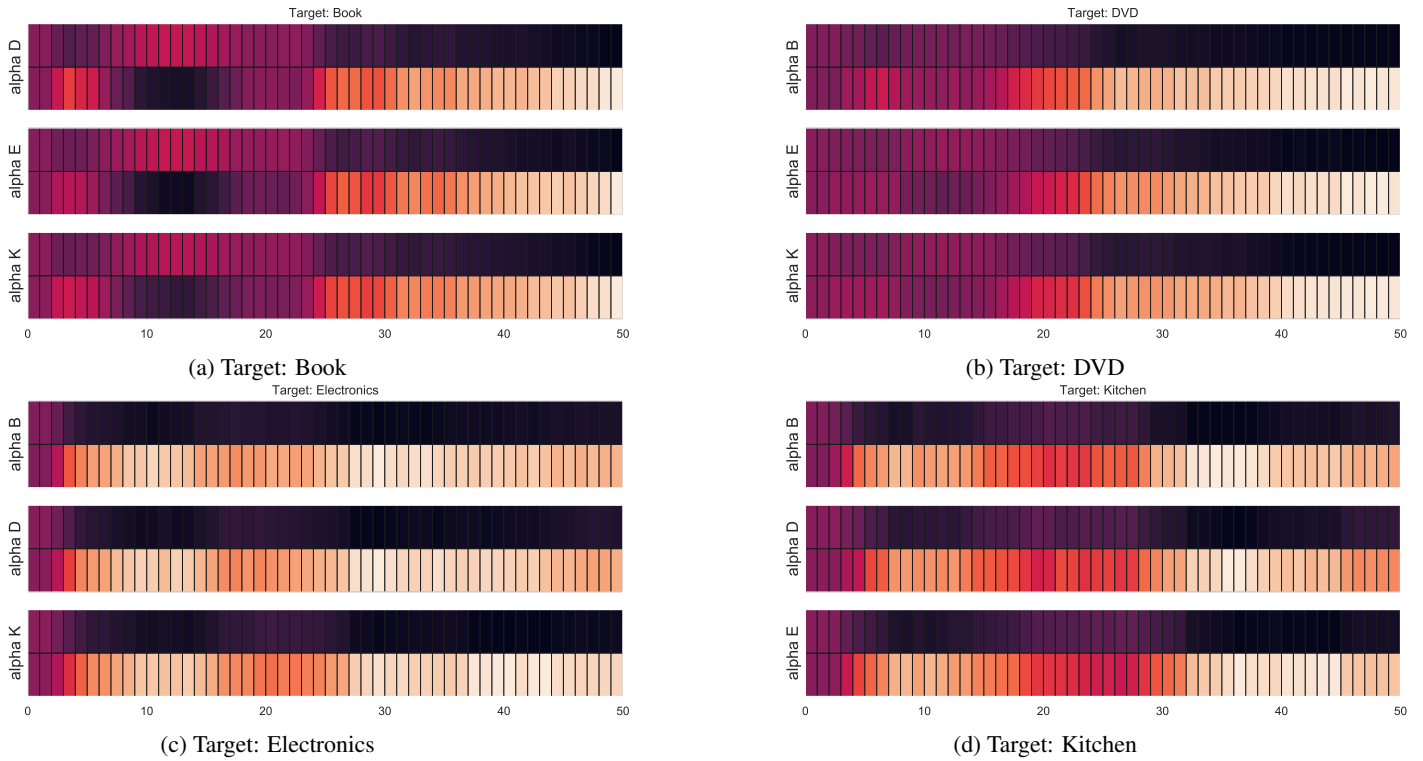 Target: Book
alpha D
alpha E
alpha K
0 10 20 30 40 50
(a) Target: Book
Target: DVD
alpha B
alpha E
alpha K
0 10 20 30 40 50
(b) Target: DVD
Target: Electronics
alpha B
alpha D
alpha K
0 10 20 30 40 50
(c) Target: Electronics
Target: Kitchen
alpha B
alpha D
alpha E
0 10 20 30 40 50
(d) Target: Kitchen